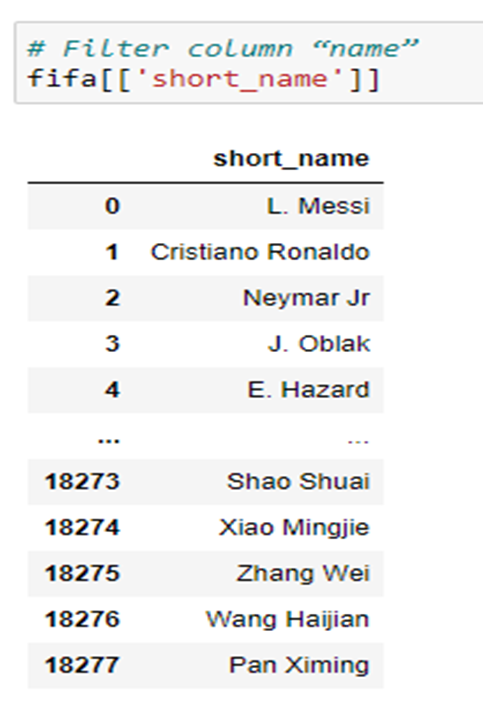 # Filter column “name”
fifa[['short_name']]
short_name
0 L. Messi
1 Cristiano Ronaldo
2 Neymar Jr
3 J. Oblak
4 E. Hazard
... ...
18273 Shao Shuai
18274 Xiao Mingjie
18275 Zhang Wei
18276 Wang Haijian
18277 Pan Ximing